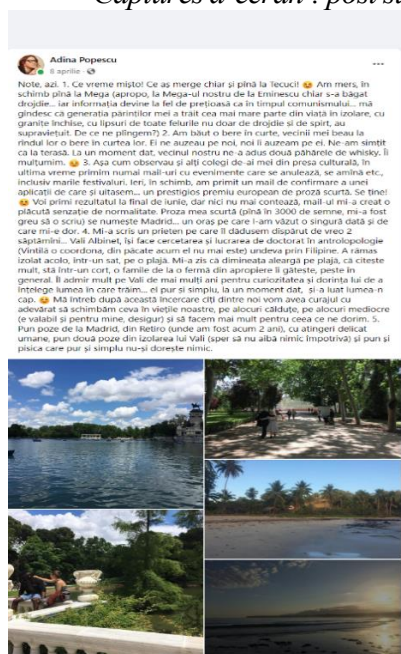 Captures d'écran : post su
Adina Popescu
8 aprilie ·
Note, azi. 1. Ce vreme mișto! Ce aș merge chiar și pînă la Tecuci! Am mers, în
schimb pînă la Mega (apropo, la Mega-ul nostru de la Eminescu chiar s-a băgat
drojdie... iar informația devine la fel de prețioasă ca în timpul comunismului... mă
gîndesc că generația părinților mei a trăit cea mai mare parte din viață în izolare, cu
granițe închise, cu lipsuri de toate felurile nu doar de drojdie și de spirt, au
supraviețuit. De ce ne plîngem?) 2. Am băut o bere în curte, vecinii mei beau la
rîndul lor o bere în curtea lor. Ei ne auzeau pe noi, noi îi auzeam pe ei. Ne-am simțit
ca la terasă. La un moment dat, vecinul nostru ne-a adus două păhărele de whisky. Îi
mulțumim. 3. Așa cum observau și alți colegi de-ai mei din presa culturală, în
ultima vreme primim numai mail-uri cu evenimente care se anulează, se amînă etc.,
inclusiv marile festivaluri. Ieri, în schimb, am primit un mail de confirmare a unei
aplicații de care și uitasem... un prestigios premiu european de proză scurtă. Se ține!
Voi primi rezultatul la final de iunie, dar nici nu mai contează, mail-ul mi-a creat o
plăcută senzație de normalitate. Proza mea scurtă (pînă în 3000 de semne, mi-a fost
greu să o scriu) se numește Madrid... un oraș pe care l-am văzut o singură dată și de
care mi-e dor. 4. Mi-a scris un prieten pe care îl dădusem dispărut de vreo 2
săptămîni... Vali Albinet, își face cercetarea și lucrarea de doctorat în antropologie
(Vintilă o coordona, din păcate acum el nu mai este) undeva prin Filipine. A rămas
izolat acolo, într-un sat, pe o plajă. Mi-a zis că dimineața aleargă pe plajă, că citește
mult, stă într-un cort, o famile de la o fermă din apropiere îi gătește, pește în
general. Îl admir mult pe Vali de mai mulți ani pentru curiozitatea și dorința lui de a
înțelege lumea în care trăim... el pur și simplu, la un moment dat, și-a luat lumea-n
cap. Mă întreb după această încercare cîți dintre noi vom avea curajul cu
adevărat să schimbăm ceva în viețile noastre, pe alocuri căldute, pe alocuri mediocre
(e valabil și pentru mine, desigur) și să facem mai mult pentru ceea ce ne dorim. 5.
Pun poze de la Madrid, din Retiro (unde am fost acum 2 ani), cu atingeri delicat
umane, pun două poze din izolarea lui Vali (sper să nu aibă nimic împotrivă) și pun și
pisica care pur și simplu nu-și dorește nimic.